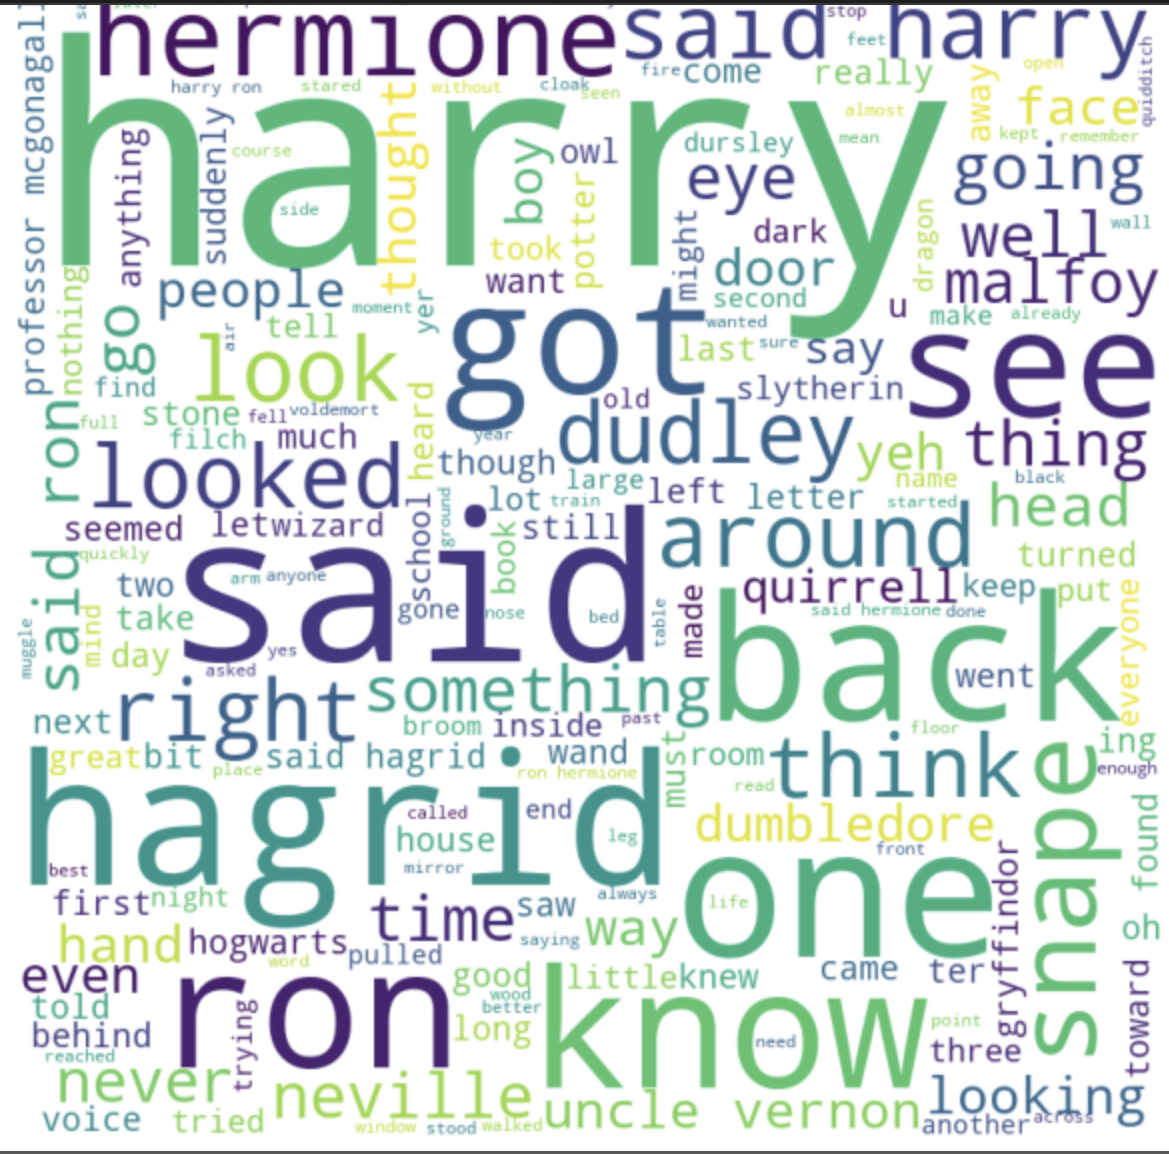 hermione
said harry
stop
feet
quidditch
professor mcgonagall
harry
harry ron
stared
thought
without
cloak
seen
fire
come
really
away
open
face
almost
kept
remember
anything
suddenly
course
side
boy
owl
took
potter
want
dursley
mean
eye
might
dark
door
second
wanted
going
well
wall
dragon
malfoy
u
make
already
nothing
go
people
air
tell
moment
yer
look
got
last
sure
say
see
find
stone
fell
voldemort
filch
much
heard
old
slytherin
full
said ron
looked
year
though
dudley
yeh
thing
name
black
large
lot
train
left
letter
started
head
seemed
let
wizard
school
ground
book
still
around
turned
quickly
two
arm
anyone
said
gone
nose
bed
table
made
quirrell
keep
put
said hermione
done
everyone
muggle
mind
take
day
yes
asked
back
went
something
right
next
broom
inside
past
floor
ing
enough
great
bit
place
said hagrid
wand
ron hermione
must
room
read
think
snape
hagrid
called
end
house
leg
mirror
dumbledore
front
found
best
first
night
time
saw
always
saying
way
life
one
gryffindor
oh
hand
hogwarts
word
pulled
even
told
behind
reached
ron
trying
good
wood
better
long
little
knew
know
need
came
ter
point
three
toward
never
neville
voice
tried
window
stood
walked
uncle vernon
looking
another
across